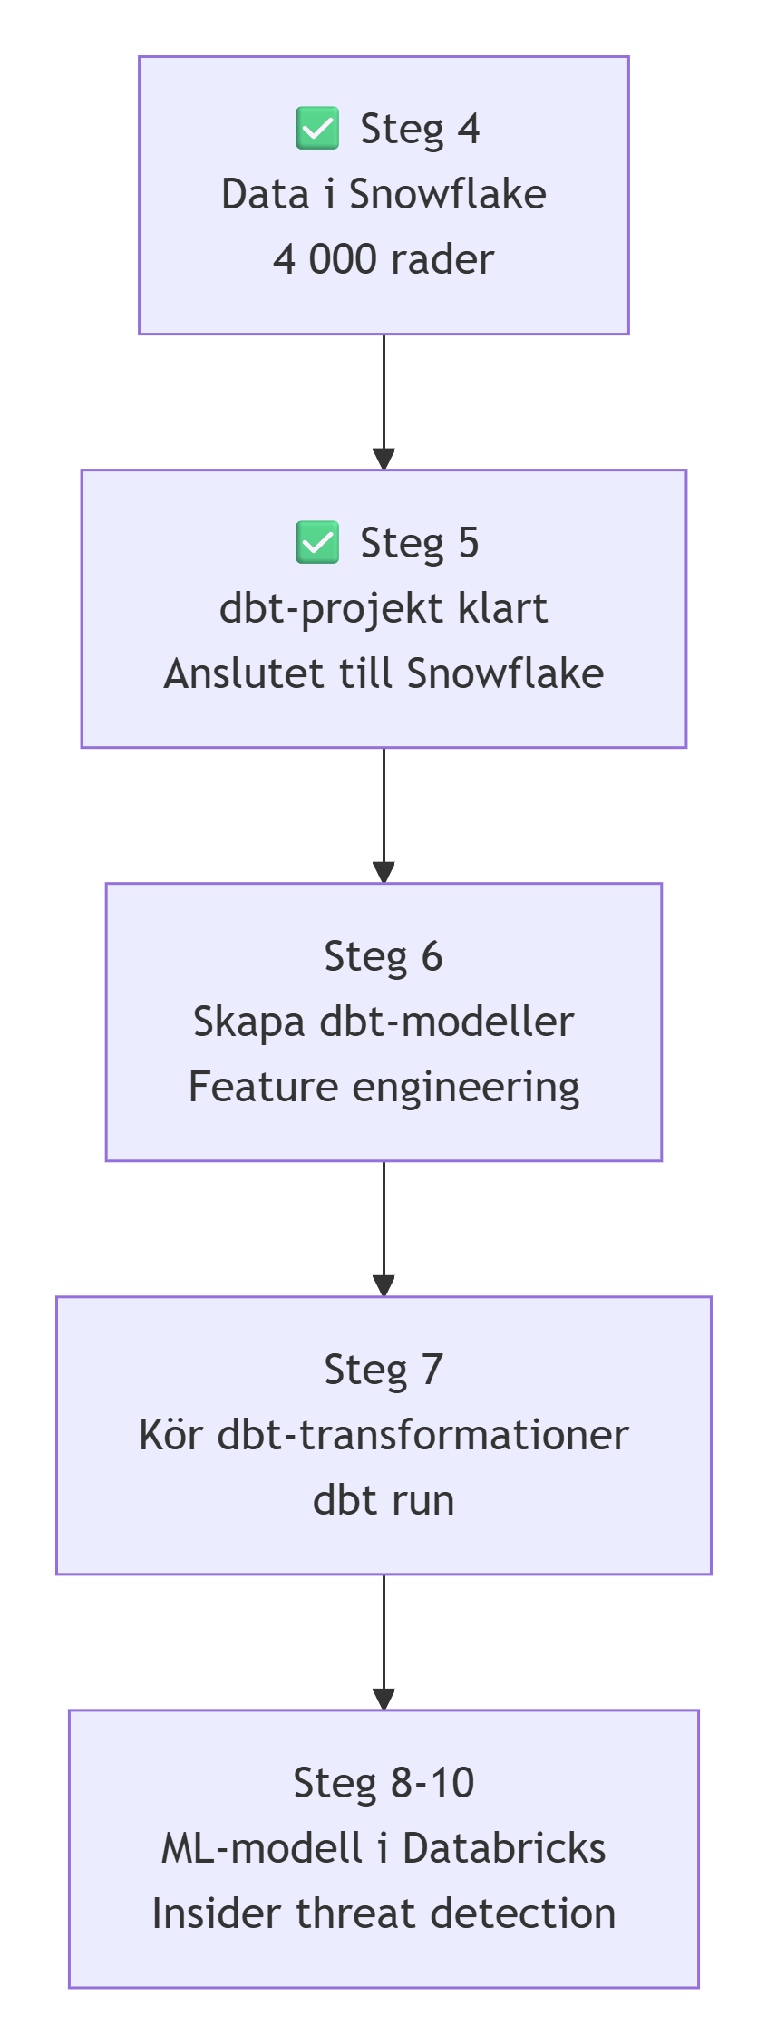 ✅ Steg 4
Data i Snowflake
4 000 rader
✅ Steg 5
dbt-projekt klart
Anslutet till Snowflake
Steg 6
Skapa dbt-modeller
Feature engineering
Steg 7
Kör dbt-transformationer
dbt run
Steg 8-10
ML-modell i Databricks
Insider threat detection